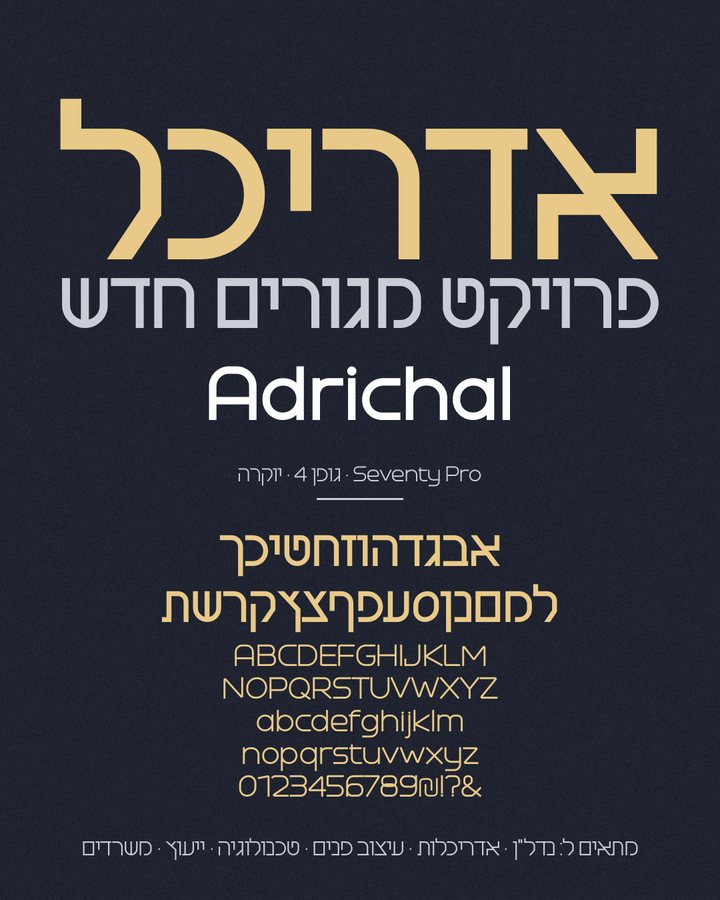 אדריכל
פרויקט מגורים חדש
Adrichal
Seventy Pro · גופן 4 · יוקרה
אבגדהוזחטיכך
למםנןסעפףצץקרשת
ABCDEFGHIJKLM
NOPQRSTUVWXYZ
abcdefghijklm
nopqrstuvwxyz
0123456789₪!?&
מתאים ל: נדל"ן · אדריכלות · עיצוב פנים · טכנולוגיה · ייעוץ · משרדים